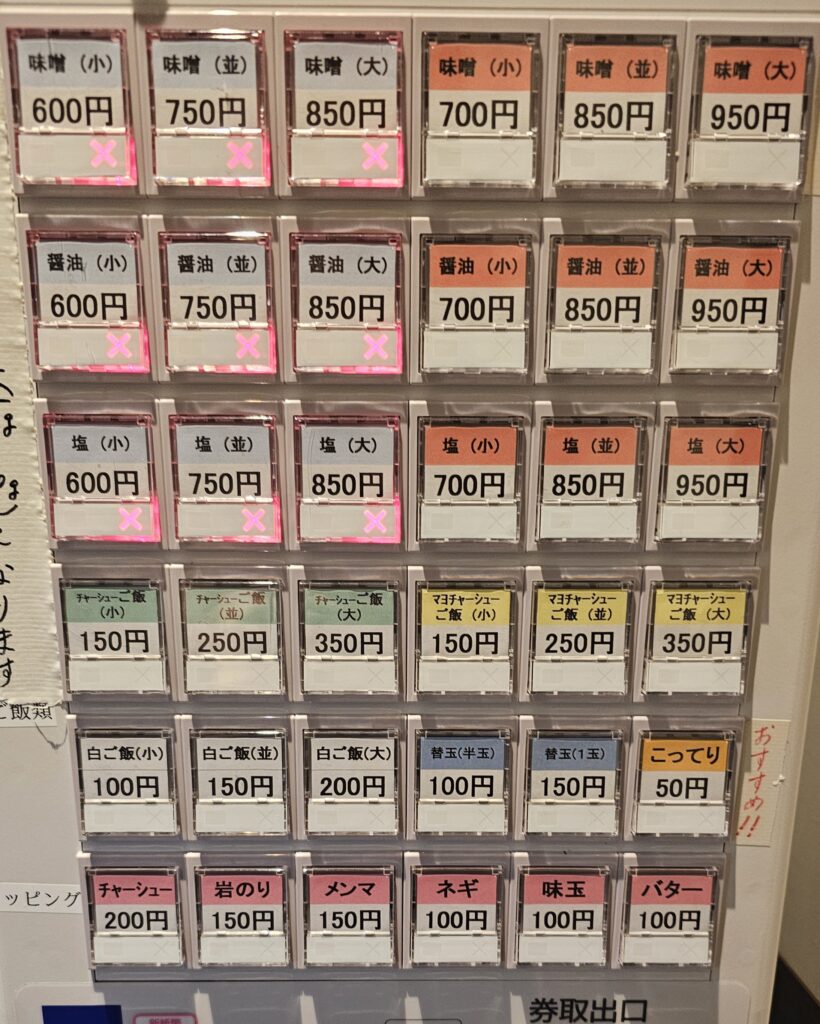 味噌（小） 味噌（並） 味噌（大） 味噌（小） 味噌（並） 味噌（大）
600円 750円 850円 700円 850円 950円
醤油（小） 醤油（並） 醤油（大） 醤油（小） 醤油（並） 醤油（大）
600円 750円 850円 700円 850円 950円
塩（小） 塩（並） 塩（大） 塩（小） 塩（並） 塩（大）
600円 750円 850円 700円 850円 950円
チャーシューご飯 チャーシューご飯 チャーシューご飯 マヨチャーシュー マヨチャーシュー マヨチャーシュー
（小） （並） （大） ご飯（小） ご飯（並） ご飯（大）
150円 250円 350円 150円 250円 350円
なります
ご飯類
白ご飯(小) 白ご飯(並) 白ご飯(大) 替玉(半玉) 替玉(1玉) こってり
100円 150円 200円 100円 150円 50円
おすすめ!!
ッピング
チャーシュー 岩のり メンマ ネギ 味玉 バター
200円 150円 150円 100円 100円 100円
券取出口